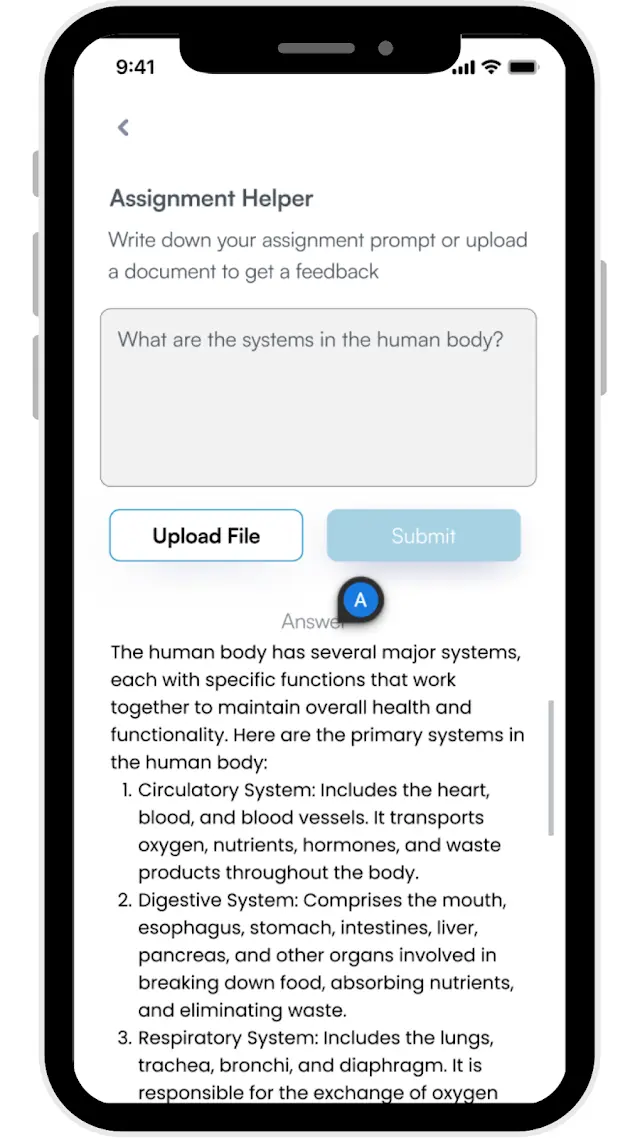 9:41
Assignment Helper
Write down your assignment prompt or upload
a document to get a feedback
What are the systems in the human body?
Upload File
Submit
A
Answer
The human body has several major systems,
each with specific functions that work
together to maintain overall health and
functionality. Here are the primary systems in
the human body:
1. Circulatory System: Includes the heart,
blood, and blood vessels. It transports
oxygen, nutrients, hormones, and waste
products throughout the body.
2. Digestive System: Comprises the mouth,
esophagus, stomach, intestines, liver,
pancreas, and other organs involved in
breaking down food, absorbing nutrients,
and eliminating waste.
3. Respiratory System: Includes the lungs,
trachea, bronchi, and diaphragm. It is
responsible for the exchange of oxygen